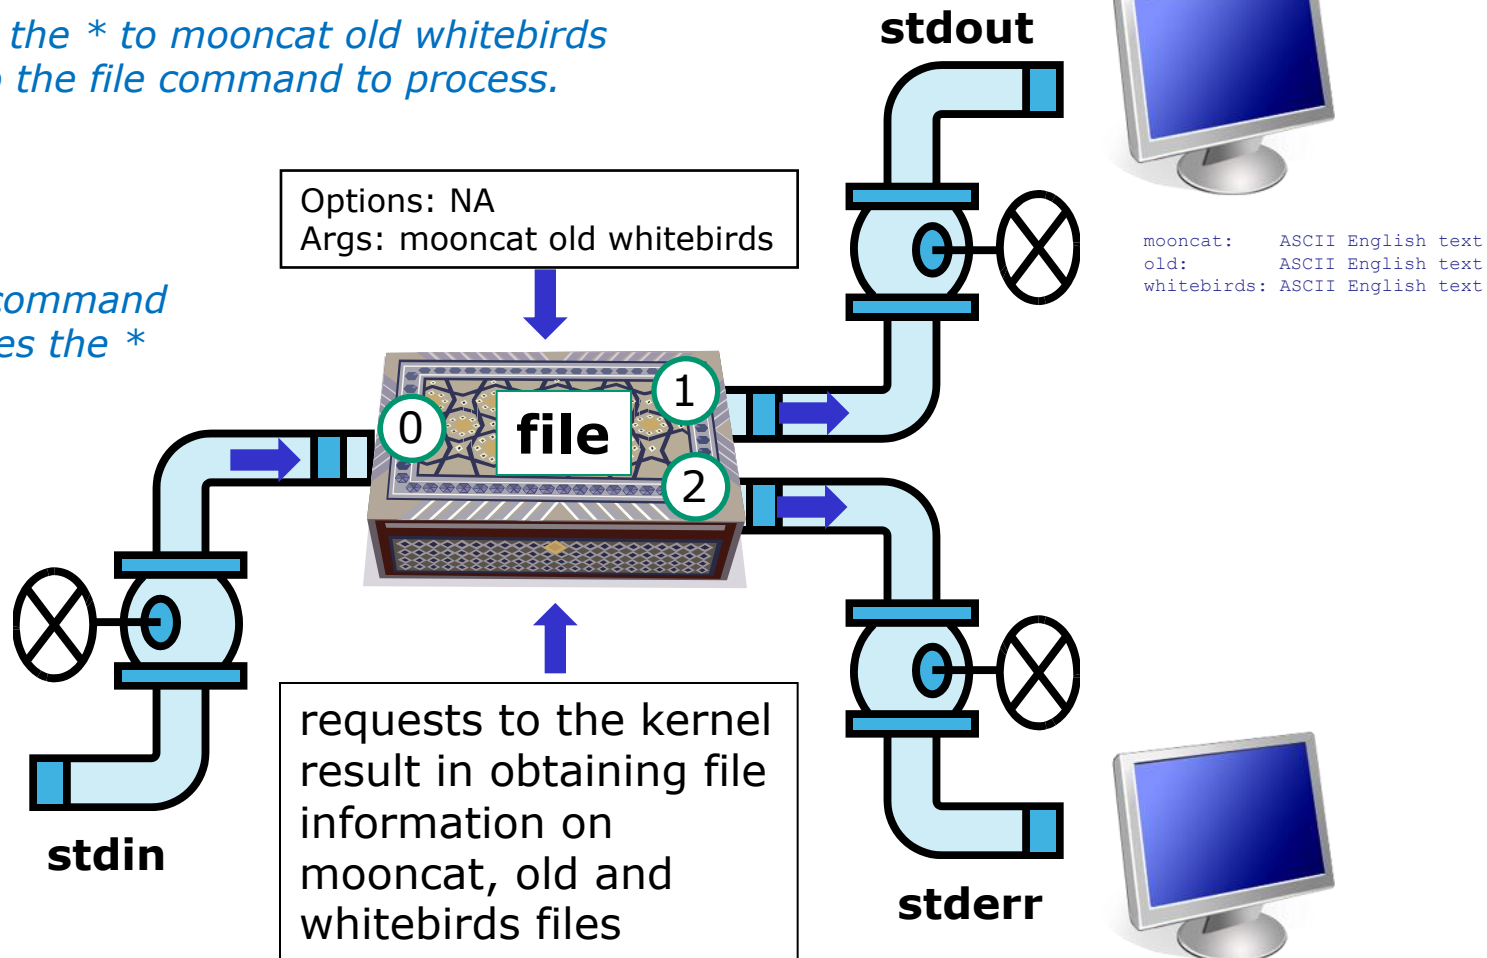 the * to mooncat old whitebirds
the file command to process.
stdout
Options: NA
Args: mooncat old whitebirds
mooncat: ASCII English text
old: ASCII English text
whitebirds: ASCII English text
command
es the *
0
file
1
2
requests to the kernel
result in obtaining file
information on
mooncat, old and
whitebirds files
stdin
stderr